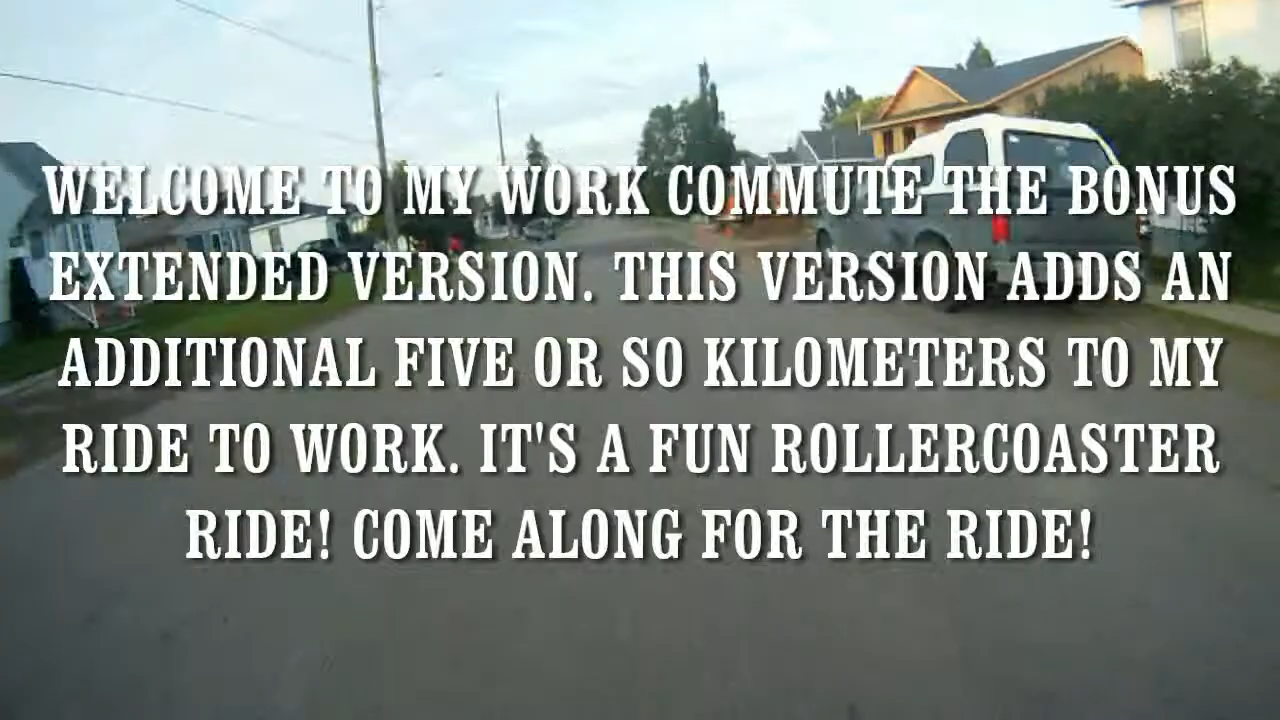 WELCOME TO MY WORK COMMUTE THE BONUS
EXTENDED VERSION. THIS VERSION ADDS AN
ADDITIONAL FIVE OR SO KILOMETERS TO MY
RIDE TO WORK. IT'S A FUN ROLLERCOASTER
RIDE! COME ALONG FOR THE RIDE!